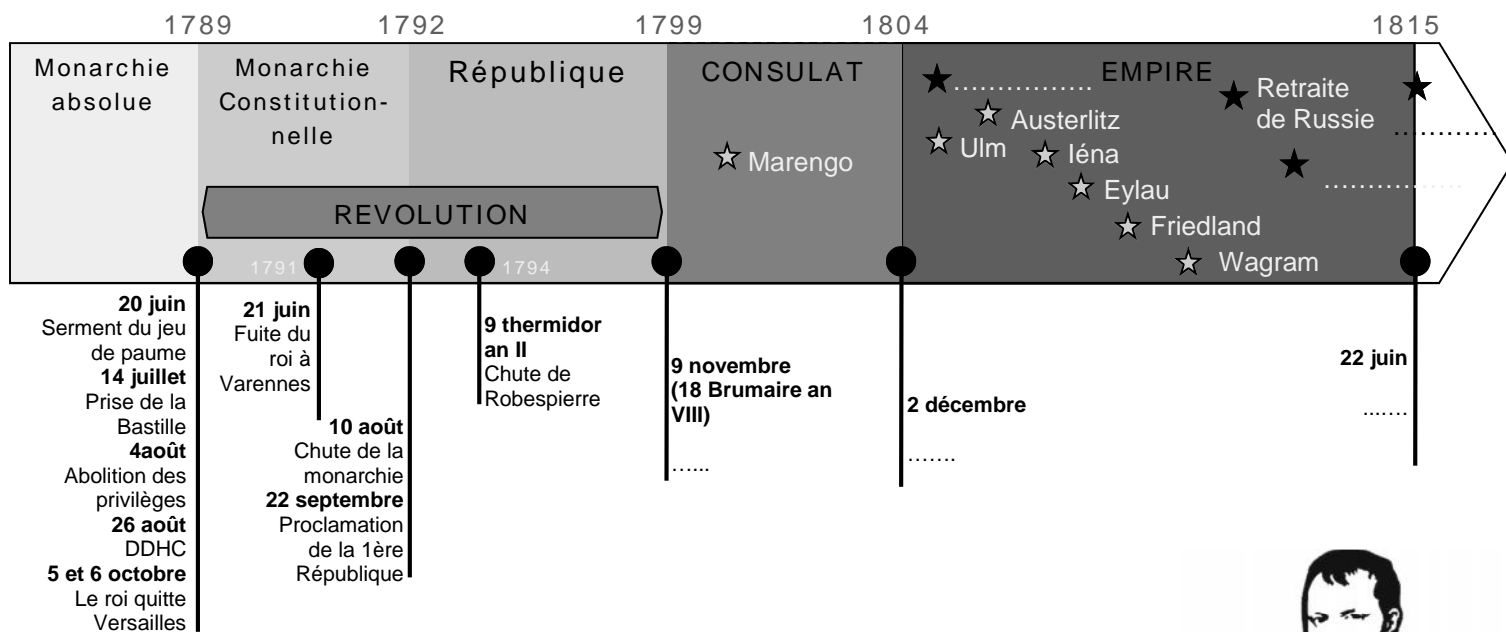 1789
1792
1799
1804
1815
Monarchie
absolue
Monarchie
Constitution-
nelle
République
CONSULAT
EMPIRE
................
Austerlitz
Ulm
Iéna
Eylau
Friedland
Wagram
Retraite
de Russie
............
................
Marengo
REVOLUTION
1791
1794
20 juin
Serment du jeu
de paume
14 juillet
Prise de la
Bastille
4août
Abolition des
privilèges
26 août
DDHC
5 et 6 octobre
Le roi quitte
Versailles
21 juin
Fuite du
roi à
Varennes
10 août
Chute de la
monarchie
22 septembre
Proclamation
de la 1ère
République
9 thermidor
an II
Chute de
Robespierre
9 novembre
(18 Brumaire an
VIII)
…...
2 décembre
…….
22 juin
....…